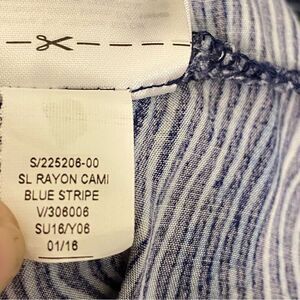 S/225206-00
SL RAYON CAMI
BLUE STRIPE
V/306006
SU16/Y06
01/16